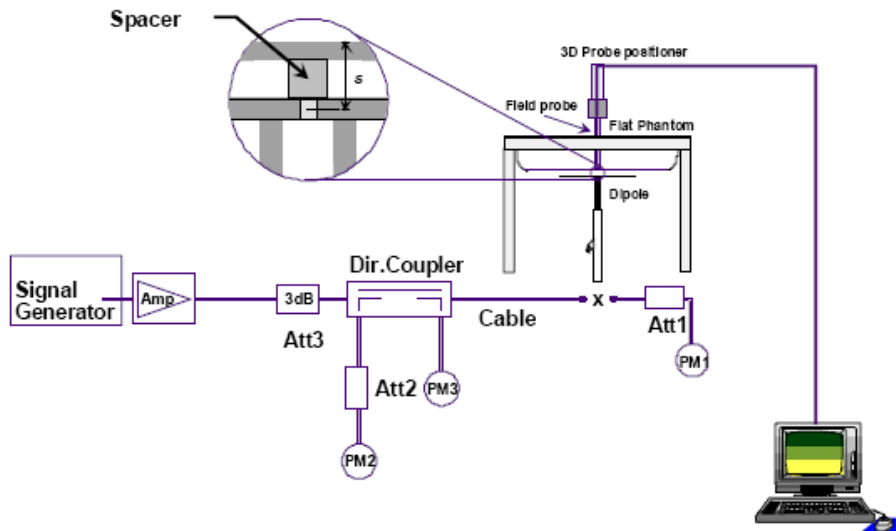 Spacer
s
3D Probe positioner
Field probe
Flat Phantom
Dipole
Signal
Generator
Amp
3dB
Att3
Dir.Coupler
Cable
x
Att1
PM1
Att2
PM3
PM2